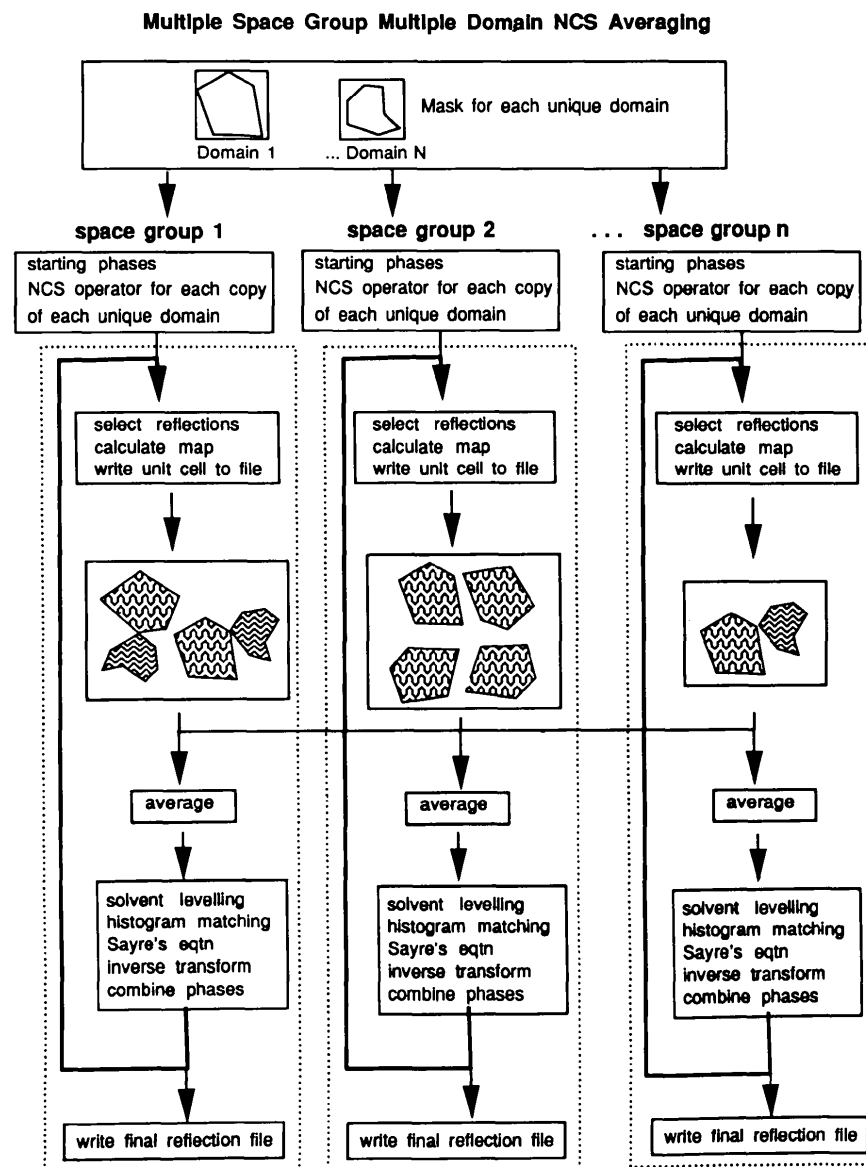 Multiple Space Group Multiple Domain NCS Averaging
Mask for each unique domain
Domain 1
... Domain N
space group 1
starting phases
NCS operator for each copy
of each unique domain
select reflections
calculate map
write unit cell to file
average
solvent levelling
histogram matching
Sayre's eqtn
inverse transform
combine phases
write final reflection file
space group 2
starting phases
NCS operator for each copy
of each unique domain
select reflections
calculate map
write unit cell to file
average
solvent levelling
histogram matching
Sayre's eqtn
inverse transform
combine phases
write final reflection file
... space group n
starting phases
NCS operator for each copy
of each unique domain
select reflections
calculate map
write unit cell to file
average
solvent levelling
histogram matching
Sayre's eqtn
inverse transform
combine phases
write final reflection file